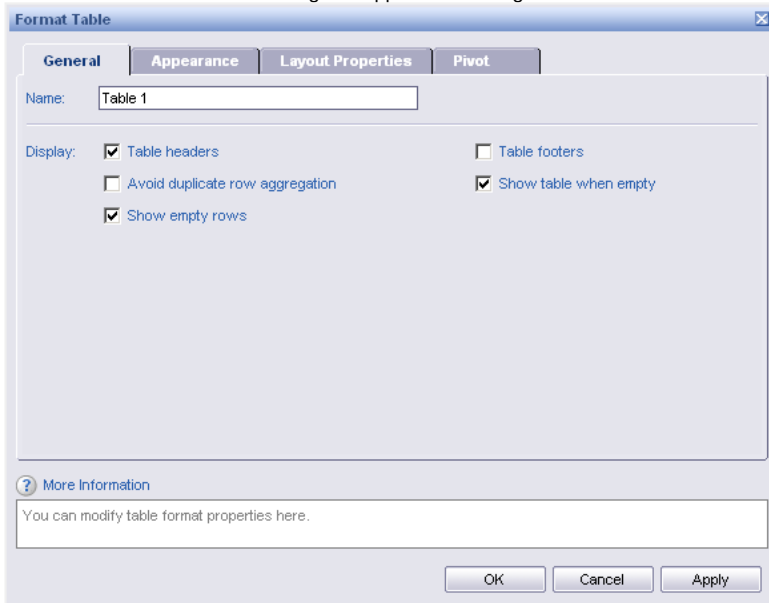 Format Table
General Appearance Layout Properties Pivot
Name: Table 1
Display: Table headers Table footers
Avoid duplicate row aggregation Show table when empty
Show empty rows
? More Information
You can modify table format properties here.
OK Cancel Apply